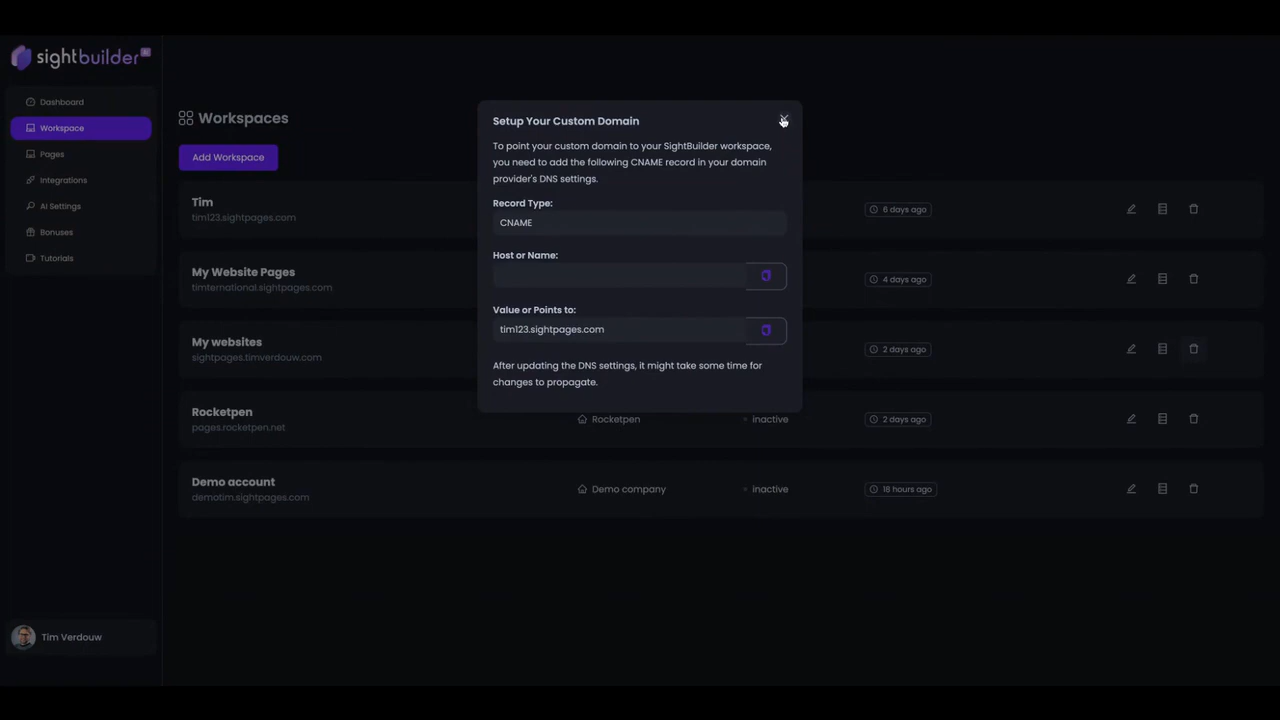 sightbuilder AI
Dashboard
Workspace
Pages
Integrations
AI Settings
Bonuses
Tutorials
Tim Verdouw
Workspaces
Add Workspace
Tim
tim123.sightpages.com
6 days ago
My Website Pages
timternational.sightpages.com
4 days ago
My websites
sightpages.timverdouw.com
2 days ago
Rocketpen
pages.rocketpen.net
Rocketpen
inactive
2 days ago
Demo account
demotim.sightpages.com
Demo company
inactive
18 hours ago
Setup Your Custom Domain
To point your custom domain to your SightBuilder workspace,
you need to add the following CNAME record in your domain
provider's DNS settings.
Record Type:
CNAME
Host or Name:
Value or Points to:
tim123.sightpages.com
After updating the DNS settings, it might take some time for
changes to propagate.